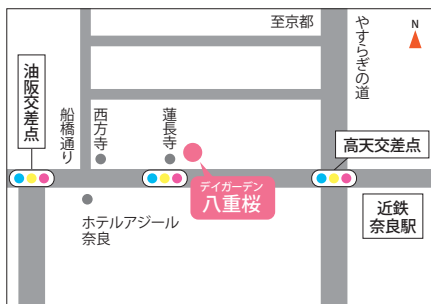 至京都
やすらぎの道
N
油阪交差点
船橋通り
西方寺
蓮長寺
高天交差点
デイガーデン
八重桜
近鉄
奈良駅
ホテルアジール
奈良